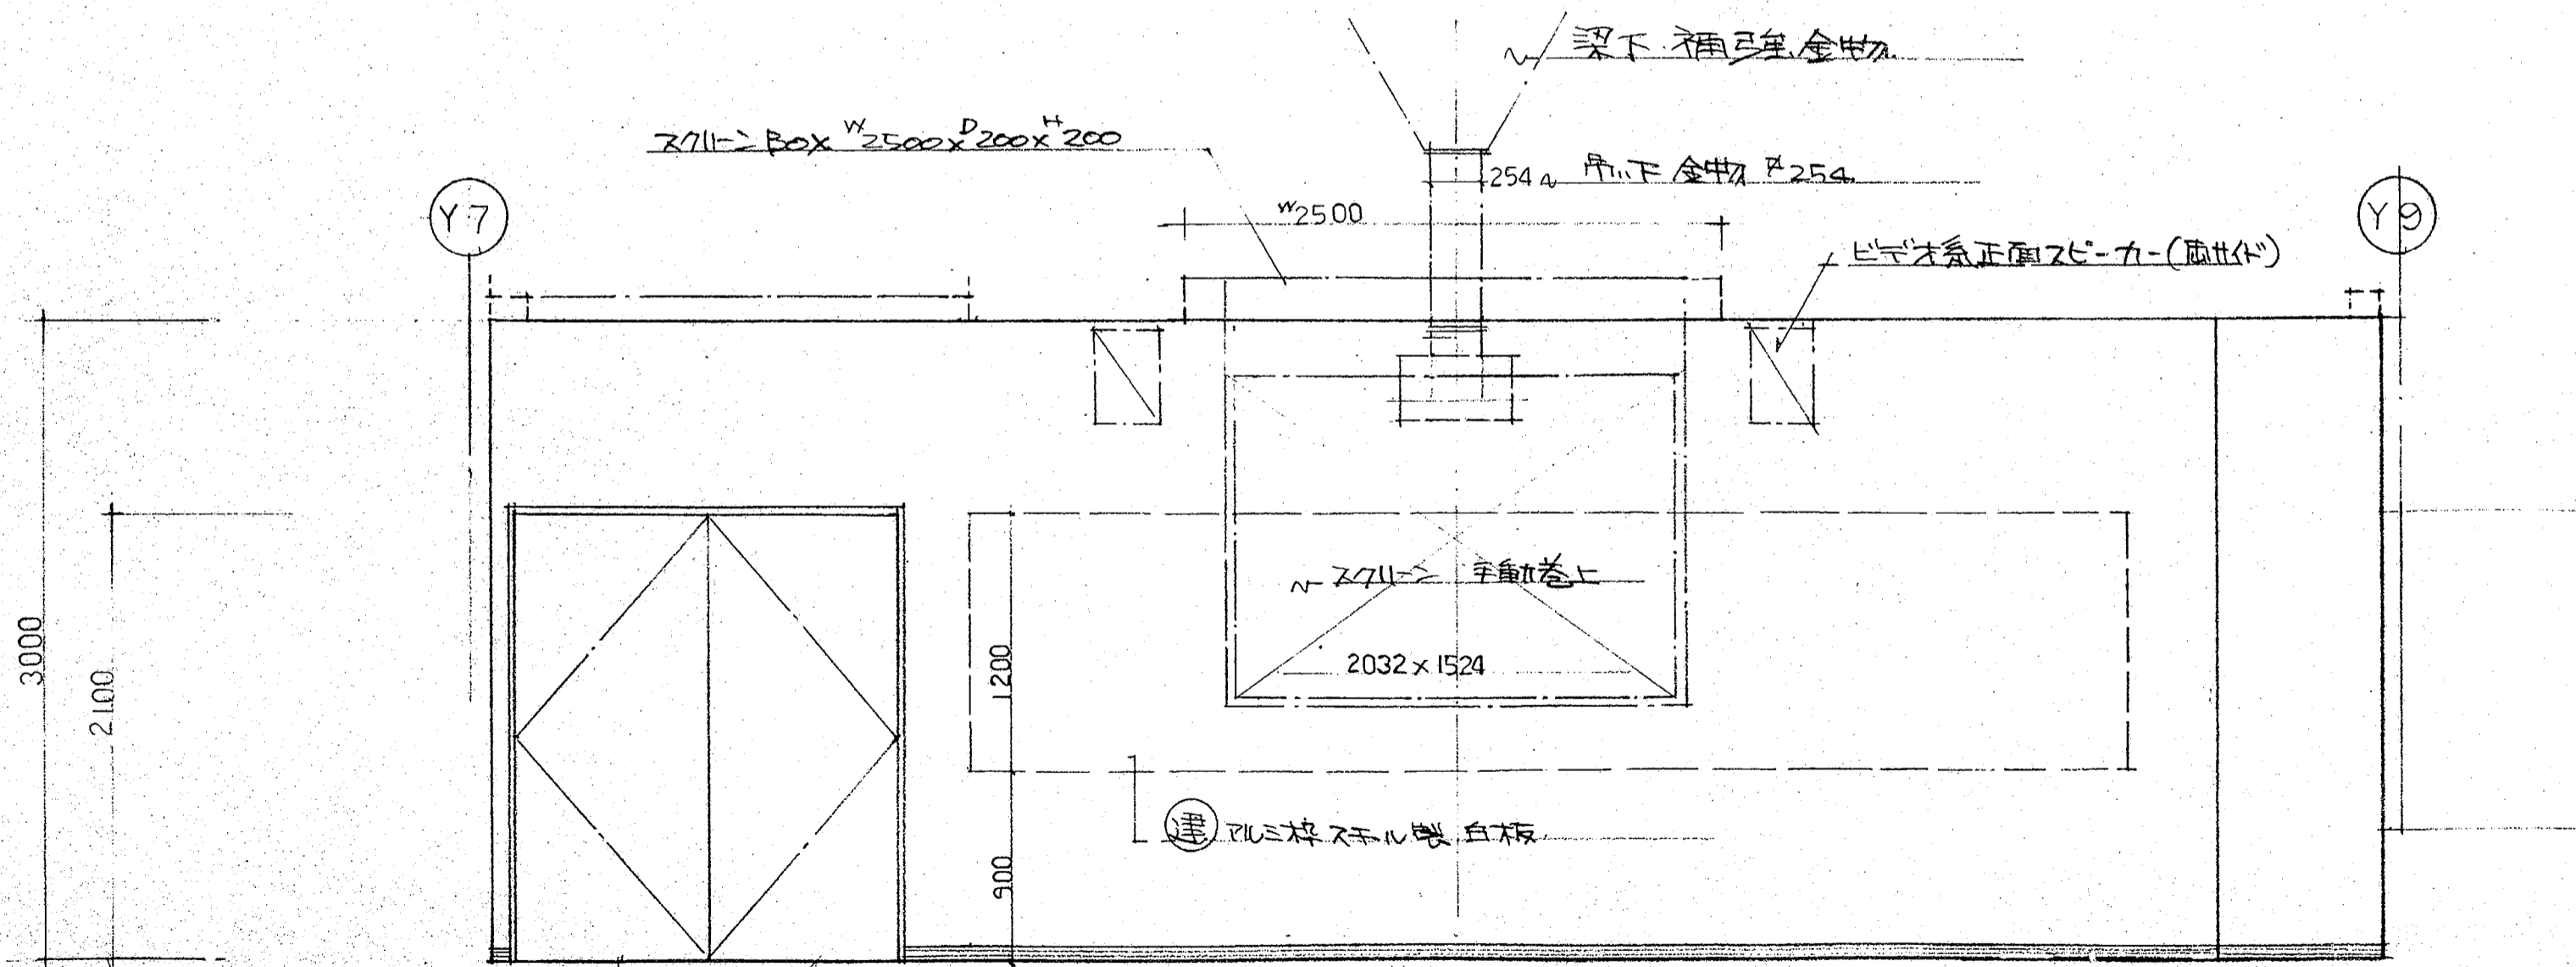 梁下 補強 金物
スクリーンBOX W2500×D200×H200
254 吊下 金物 φ254
W2500
Y7
Y9
ビデオ系正面スピーカー(両サイド)
3000
2100
1200
スクリーン 手動巻上
2032×1524
建 アルミ枠スチール製 白板
900